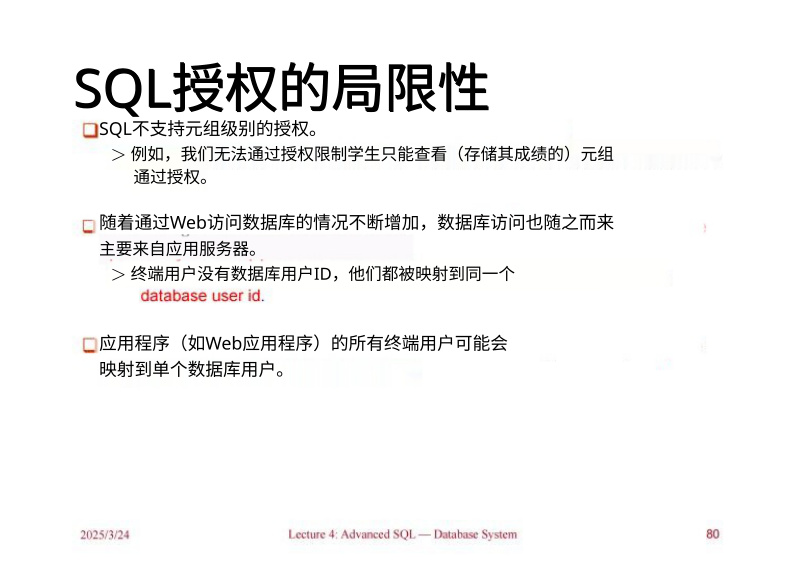 SQL授权的局限性
❑SQL不支持元组级别的授权。
＞ 例如，我们无法通过授权限制学生只能查看（存储其成绩的）元组
通过授权。
❑ 随着通过Web访问数据库的情况不断增加，数据库访问也随之而来
主要来自应用服务器。
＞ 终端用户没有数据库用户ID，他们都被映射到同一个
database user id.
❑ 应用程序（如Web应用程序）的所有终端用户可能会
映射到单个数据库用户。
2025/3/24 Lecture 4: Advanced SQL — Database System 80